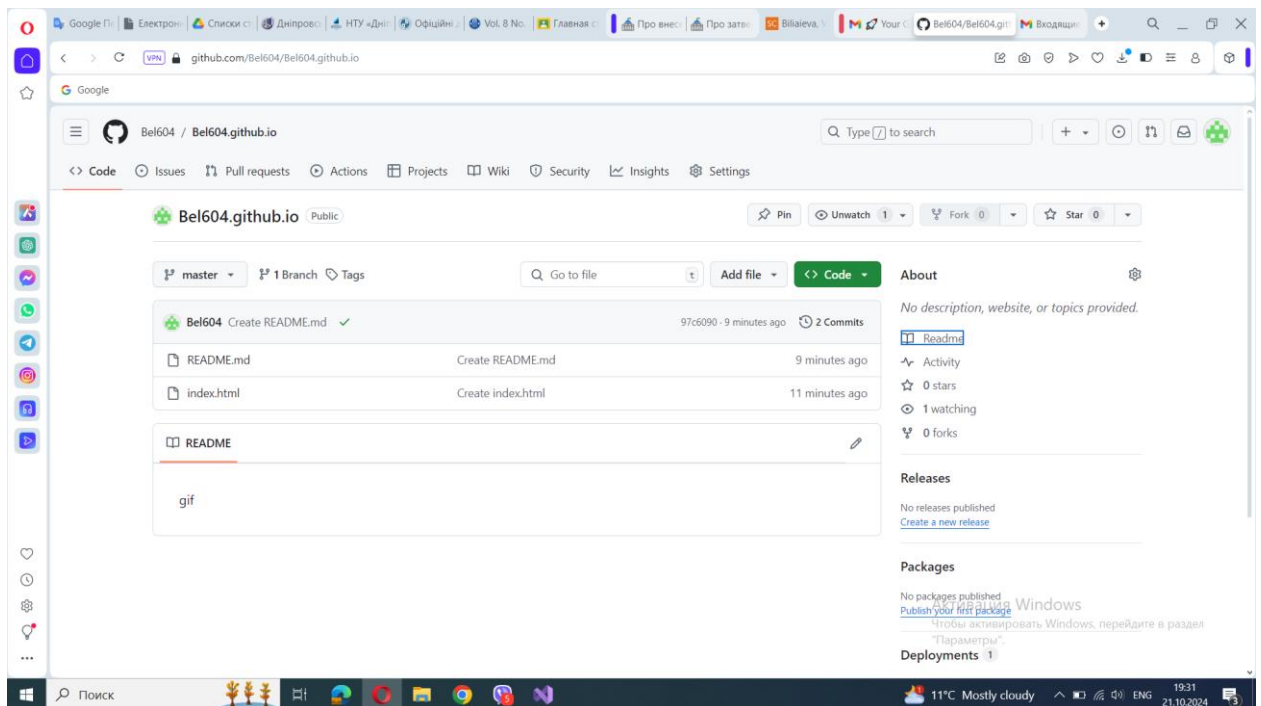 Google Пе Електрон Списки ст Дніпровс НТУ «Дніп Офіційні Vol. 8 No. Главная с Про внес Про затве Biliaieva, Your G Bel604/Bel604.git Входящие
VPN github.com/Bel604/Bel604.github.io
Google
Bel604 / Bel604.github.io Type / to search
<> Code Issues Pull requests Actions Projects Wiki Security Insights Settings
Bel604.github.io Public Pin Unwatch 1 Fork 0 Star 0
master 1 Branch Tags Go to file t Add file <> Code About
No description, website, or topics provided.
Bel604 Create README.md 97c6090 · 9 minutes ago 2 Commits
Readme
README.md Create README.md 9 minutes ago
Activity
index.html Create index.html 11 minutes ago
0 stars
1 watching
0 forks
README
Releases
gif
No releases published
Create a new release
Packages
No packages published
Publish your first package
Активация Windows
Чтобы активировать Windows, перейдите в раздел
"Параметры".
Deployments 1
Поиск 11°C Mostly cloudy ENG 19:31
21.10.2024